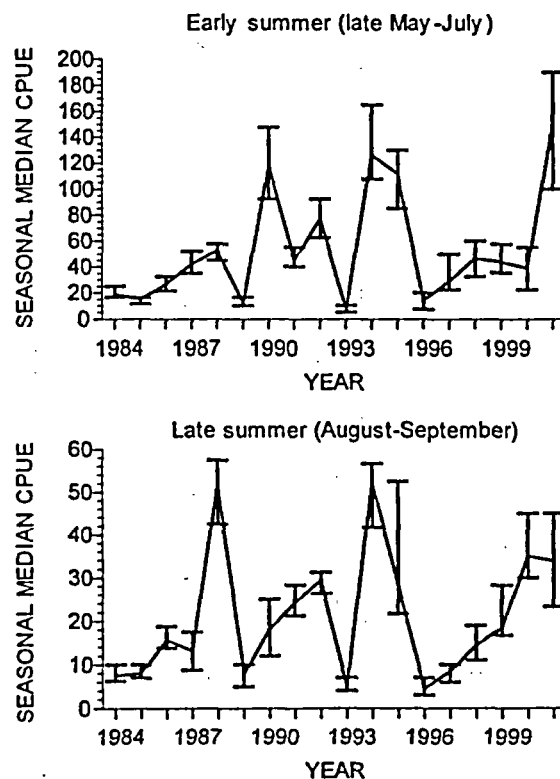 Early summer (late May-July)
SEASONAL MEDIAN CPUE
200
180
160
140
120
100
80
60
40
20
0
1984 1987 1990 1993 1996 1999
YEAR
Late summer (August-September)
SEASONAL MEDIAN CPUE
60
50
40
30
20
10
0
1984 1987 1990 1993 1996 1999
YEAR